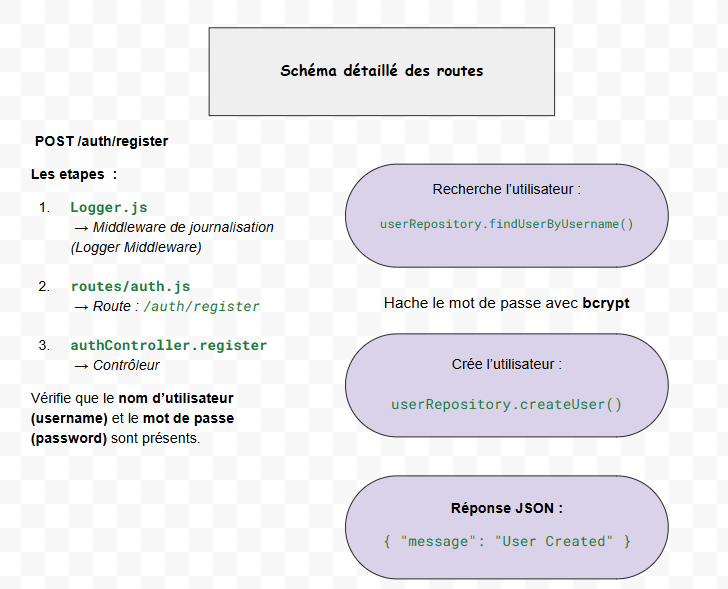 Schéma détaillé des routes
POST /auth/register
Les etapes :
1. Logger.js
→ Middleware de journalisation
(Logger Middleware)
2. routes/auth.js
→ Route : /auth/register
3. authController.register
→ Contrôleur
Vérifie que le nom d’utilisateur
(username) et le mot de passe
(password) sont présents.
Recherche l’utilisateur :
userRepository.findUserByUsername()
Hache le mot de passe avec bcrypt
Crée l’utilisateur :
userRepository.createUser()
Réponse JSON :
{ "message": "User Created" }